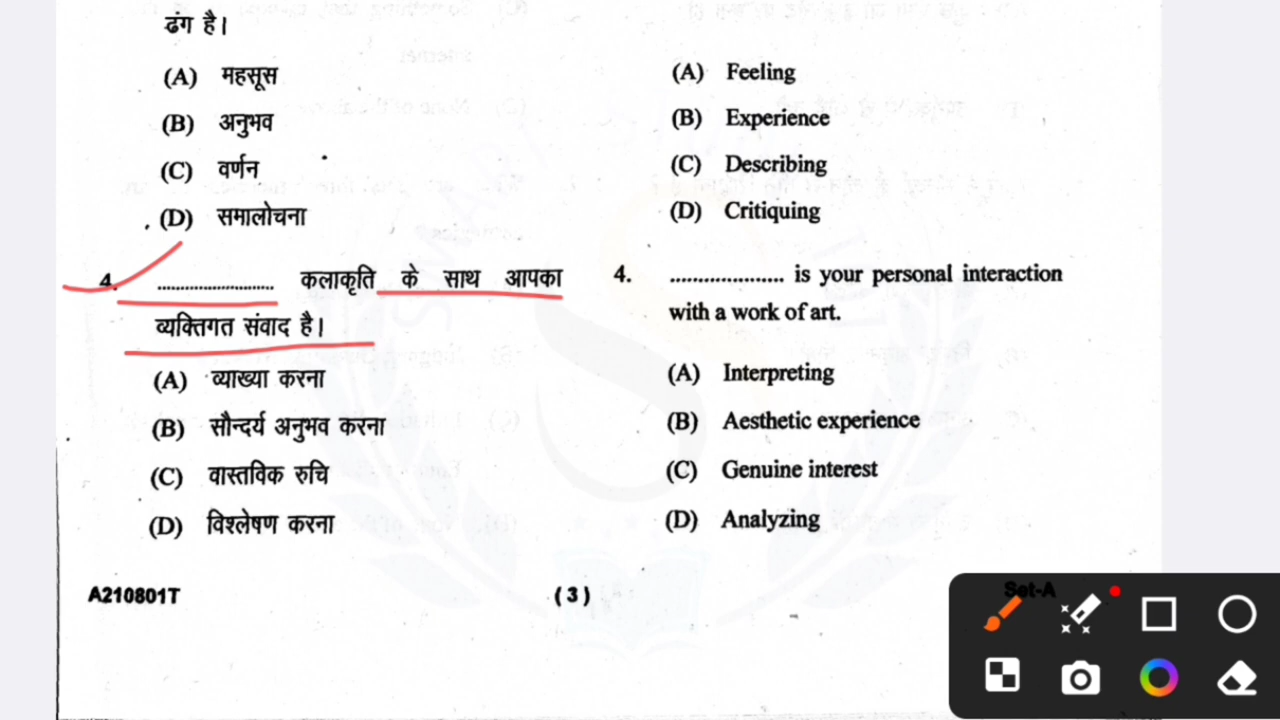 ढंग है।
(A) महसूस
(B) अनुभव
(C) वर्णन
(D) समालोचना
4. ........................ कलाकृति के साथ आपका
व्यक्तिगत संवाद है।
(A) व्याख्या करना
(B) सौन्दर्य अनुभव करना
(C) वास्तविक रुचि
(D) विश्लेषण करना
(A) Feeling
(B) Experience
(C) Describing
(D) Critiquing
4. .................... is your personal interaction
with a work of art.
(A) Interpreting
(B) Aesthetic experience
(C) Genuine interest
(D) Analyzing
A210801T
(3)
Set-A